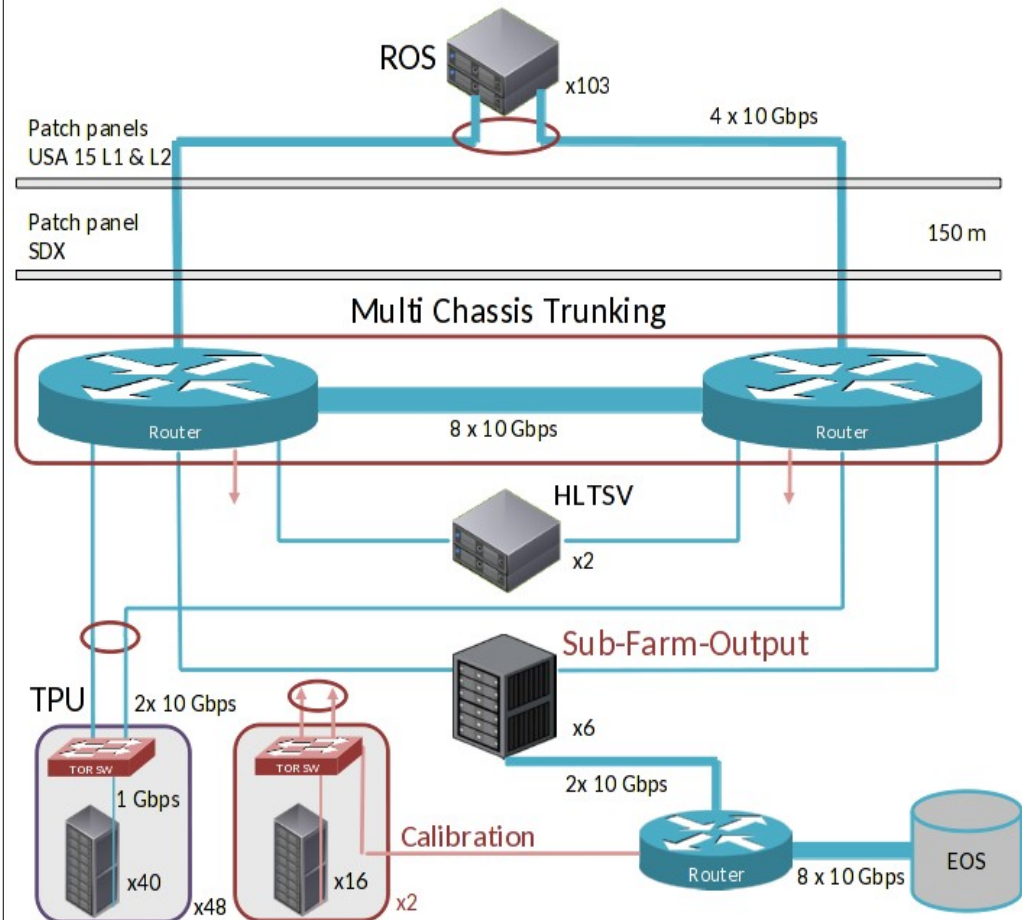 ROS
x103
4 x 10 Gbps
Patch panels
USA 15 L1 & L2
Patch panel
SDX
150 m
Multi Chassis Trunking
Router
8 x 10 Gbps
Router
HLTSV
x2
Sub-Farm-Output
TPU
2x 10 Gbps
x6
TOR SW
TOR SW
2x 10 Gbps
1 Gbps
Calibration
EOS
x40
x16
Router
8 x 10 Gbps
x48
x2